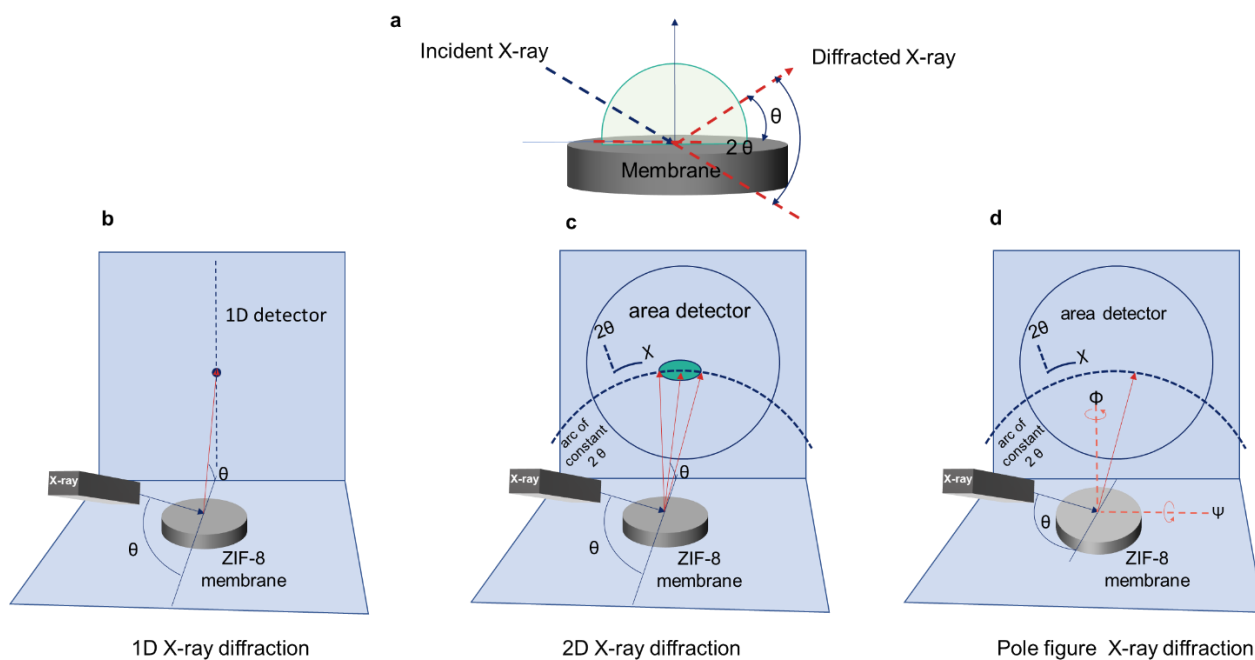 a
Incident X-ray
Diffracted X-ray
θ
2 θ
Membrane
b
1D detector
θ
X-ray
θ
ZIF-8
membrane
1D X-ray diffraction
c
area detector
2θ
χ
arc of
constant
2 θ
θ
X-ray
θ
ZIF-8
membrane
2D X-ray diffraction
d
area detector
2θ
χ
Φ
arc of
constant
2 θ
X-ray
θ
Ψ
ZIF-8
membrane
Pole figure X-ray diffraction